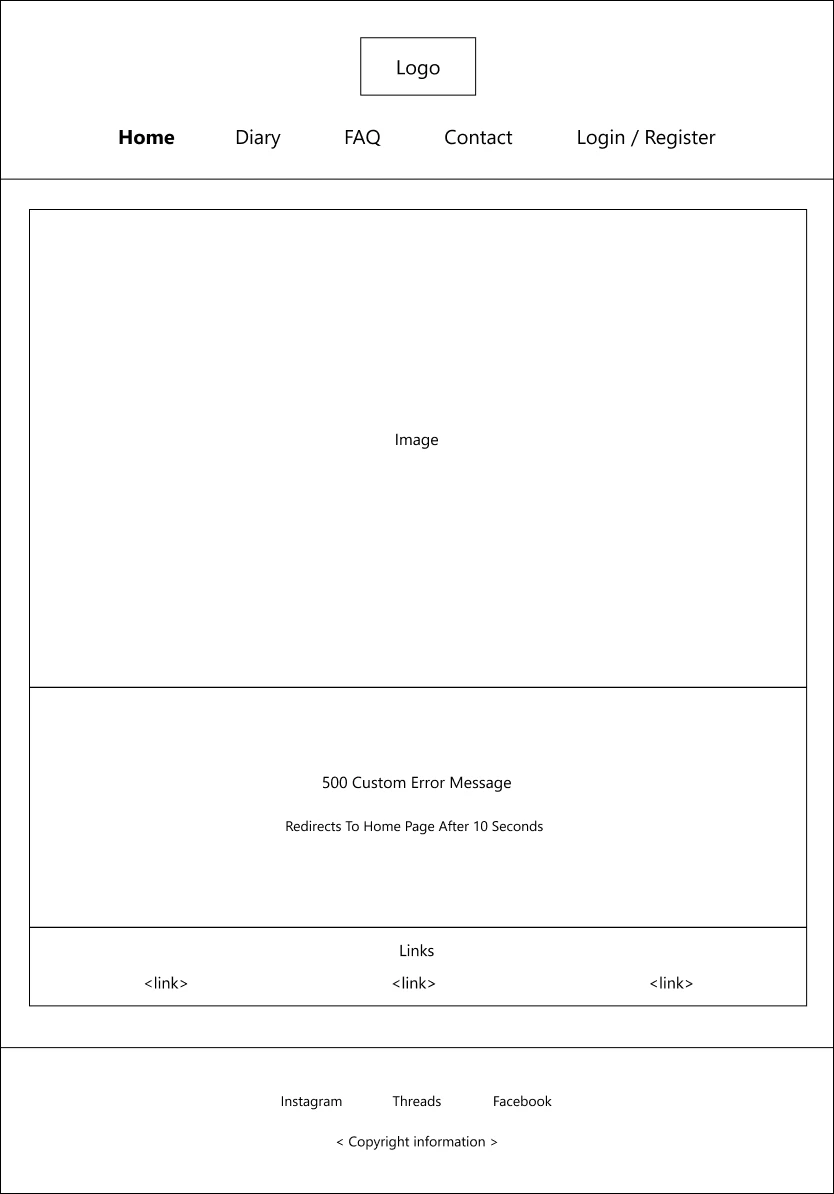 Logo
Home Diary FAQ Contact Login / Register
Image
500 Custom Error Message
Redirects To Home Page After 10 Seconds
Links
<link> <link> <link>
Instagram Threads Facebook
< Copyright information >